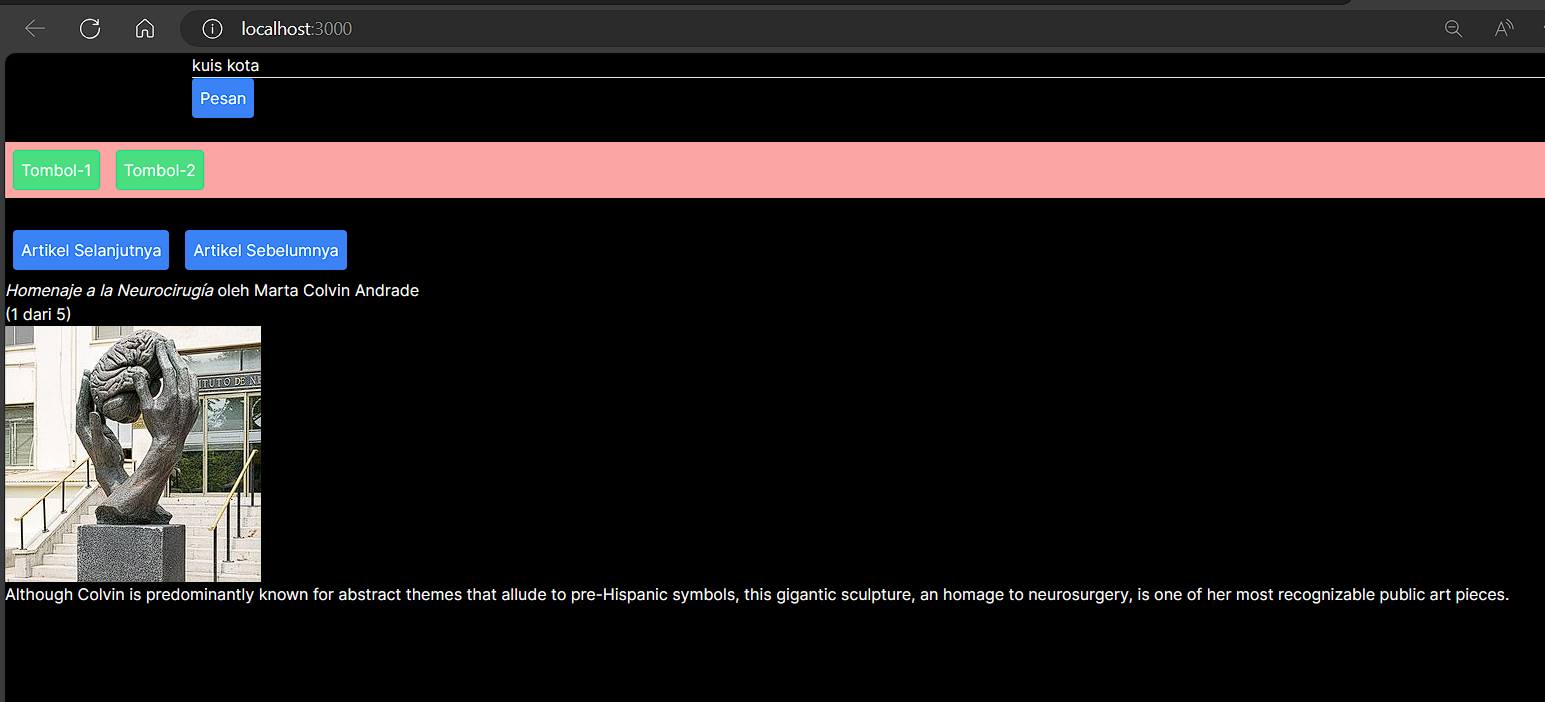 localhost:3000
kuis kota
Pesan
Tombol-1 Tombol-2
Artikel Selanjutnya Artikel Sebelumnya
Homenaje a la Neurocirugía oleh Marta Colvin Andrade
(1 dari 5)
ITUTO DE NE
Although Colvin is predominantly known for abstract themes that allude to pre-Hispanic symbols, this gigantic sculpture, an homage to neurosurgery, is one of her most recognizable public art pieces.